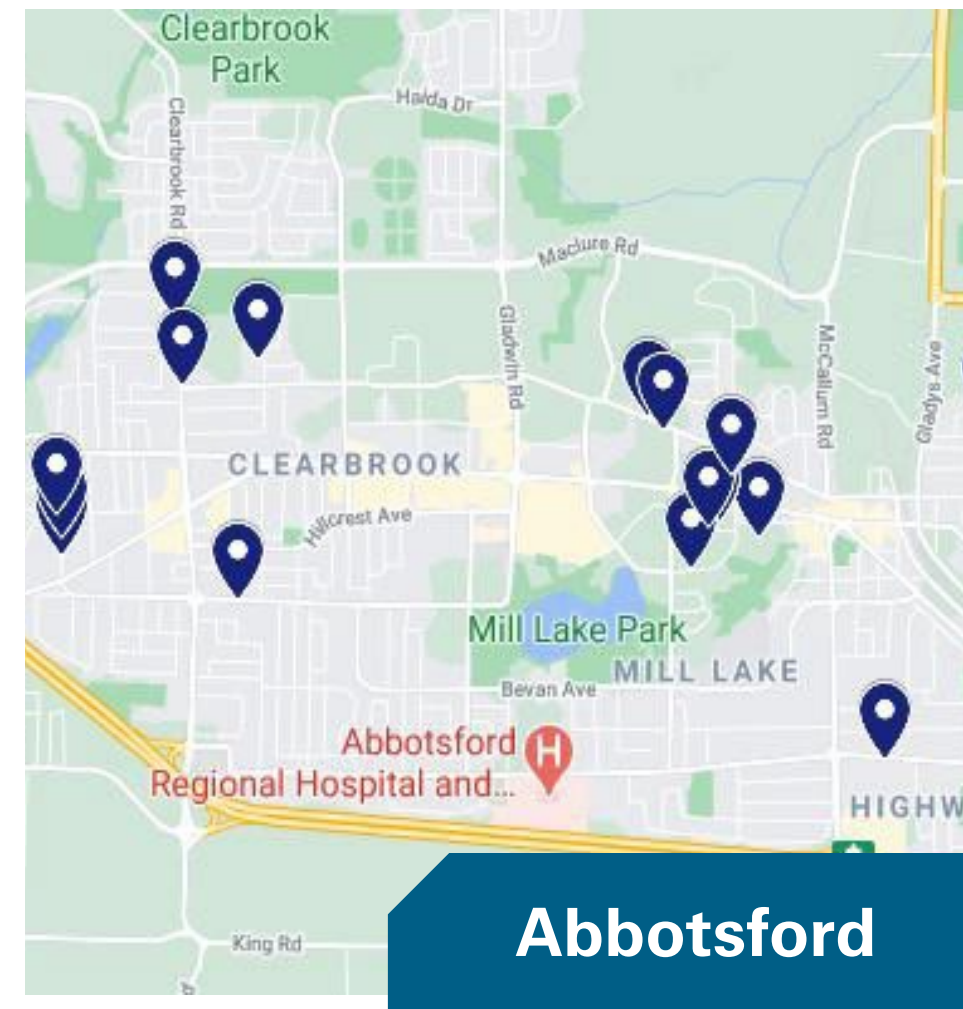 Clearbrook
Park
Haida Dr
Clearbrook Rd
Maclure Rd
Gladwin Rd
McCallum Rd
Gladys Ave
CLEARBROOK
Hillcrest Ave
Mill Lake Park
MILL LAKE
Bevan Ave
Abbotsford
Regional Hospital and...
H
HIGHW
King Rd
Abbotsford